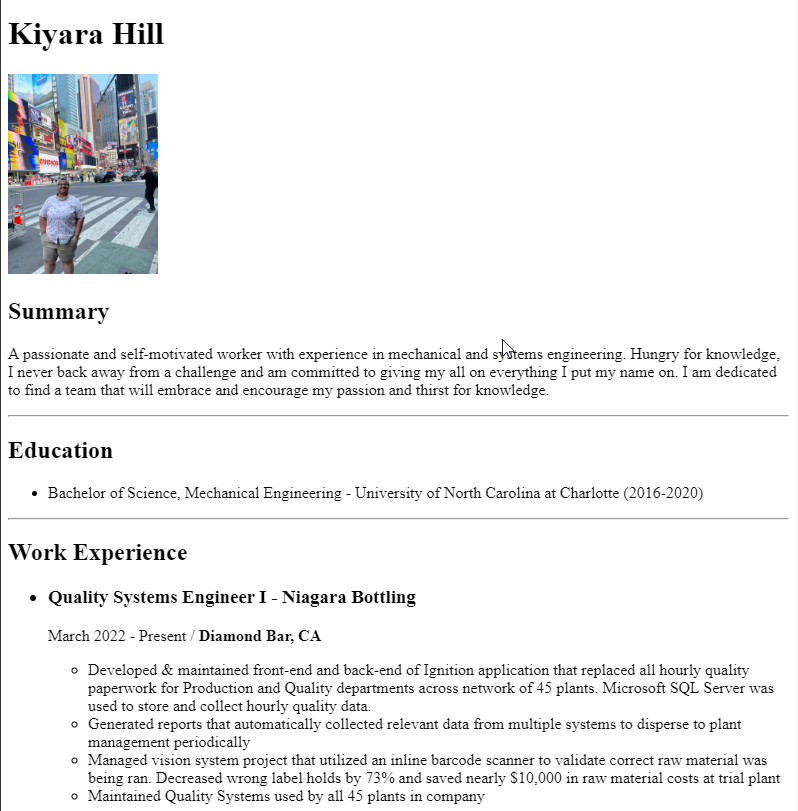 Kiyara Hill
Summary
A passionate and self-motivated worker with experience in mechanical and systems engineering. Hungry for knowledge,
I never back away from a challenge and am committed to giving my all on everything I put my name on. I am dedicated
to find a team that will embrace and encourage my passion and thirst for knowledge.
Education
• Bachelor of Science, Mechanical Engineering - University of North Carolina at Charlotte (2016-2020)
Work Experience
• Quality Systems Engineer I - Niagara Bottling
March 2022 - Present / Diamond Bar, CA
◦ Developed & maintained front-end and back-end of Ignition application that replaced all hourly quality
paperwork for Production and Quality departments across network of 45 plants. Microsoft SQL Server was
used to store and collect hourly quality data.
◦ Generated reports that automatically collected relevant data from multiple systems to disperse to plant
management periodically
◦ Managed vision system project that utilized an inline barcode scanner to validate correct raw material was
being ran. Decreased wrong label holds by 73% and saved nearly $10,000 in raw material costs at trial plant
◦ Maintained Quality Systems used by all 45 plants in company